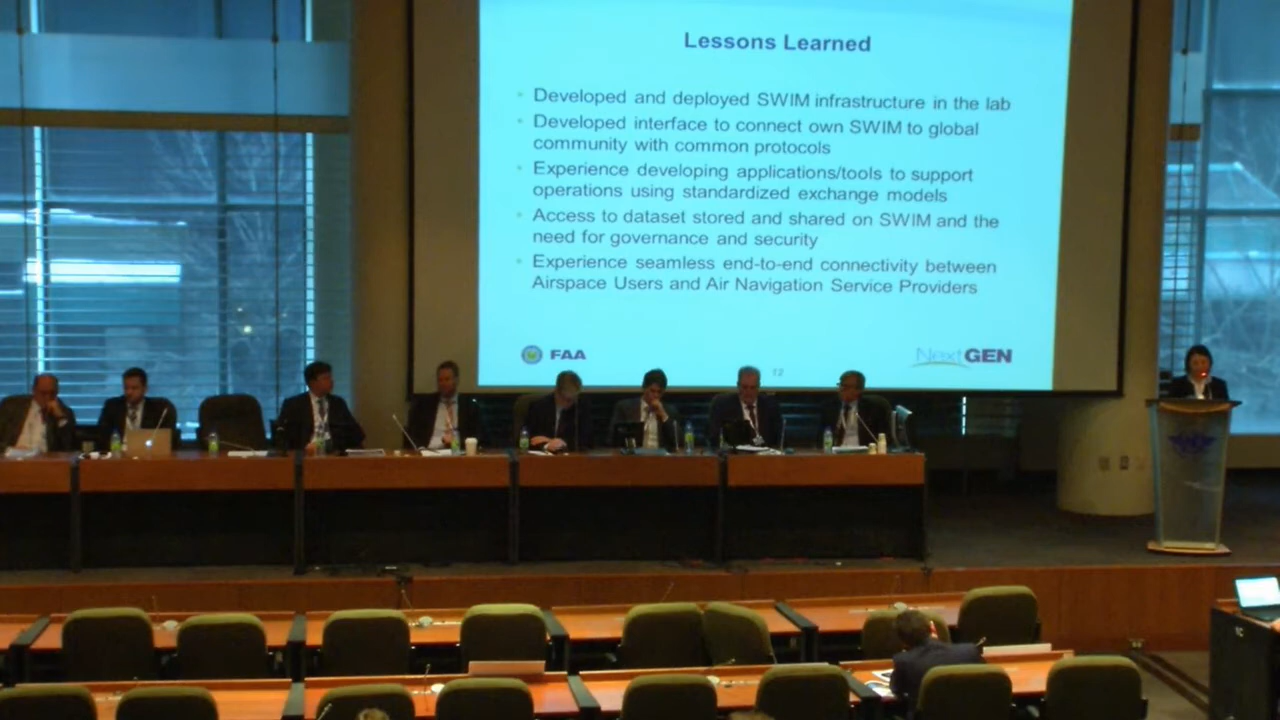 Lessons Learned
Developed and deployed SWIM infrastructure in the lab
Developed interface to connect own SWIM to global
community with common protocols
Experience developing applications/tools to support
operations using standardized exchange models
Access to dataset stored and shared on SWIM and the
need for governance and security
Experience seamless end-to-end connectivity between
Airspace Users and Air Navigation Service Providers
FAA
NextGEN
12